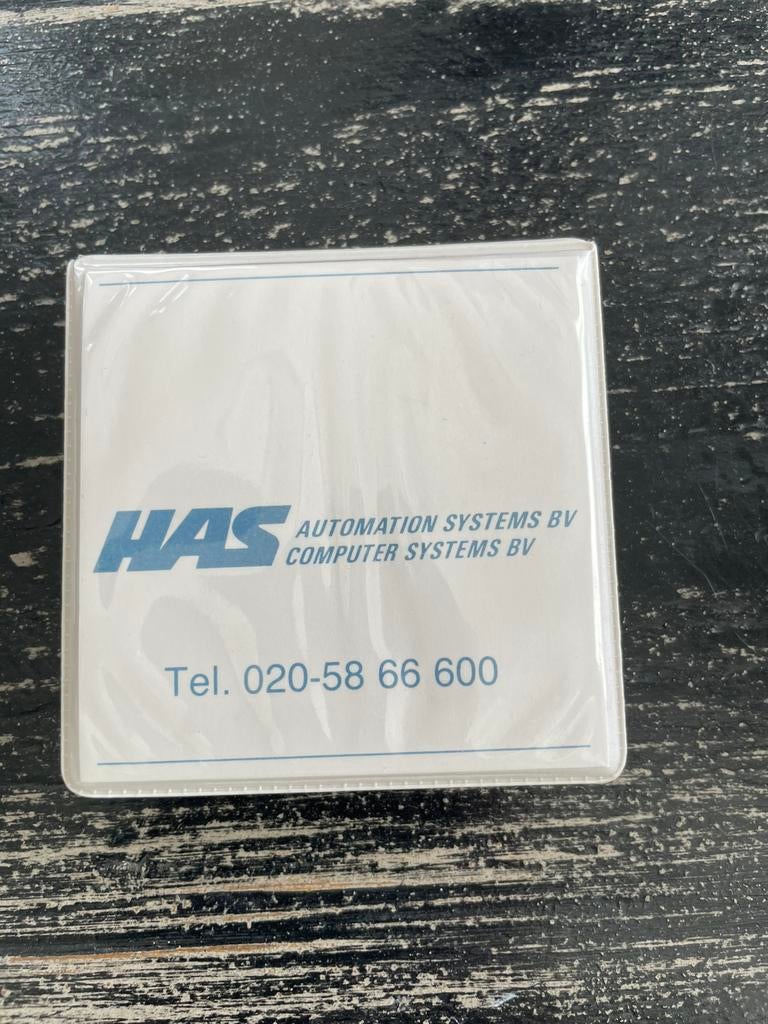 HAS AUTOMATION SYSTEMS BV
COMPUTER SYSTEMS BV
Tel. 020-58 66 600